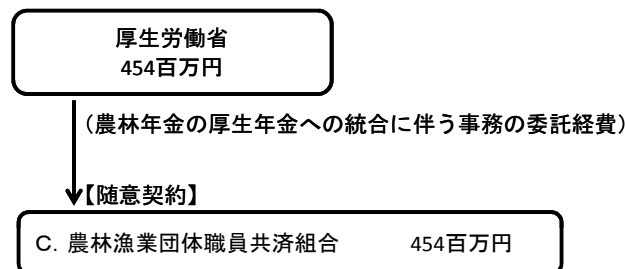 厚生労働省
454百万円
（農林年金の厚生年金への統合に伴う事務の委託経費）
【随意契約】
C. 農林漁業団体職員共済組合 454百万円